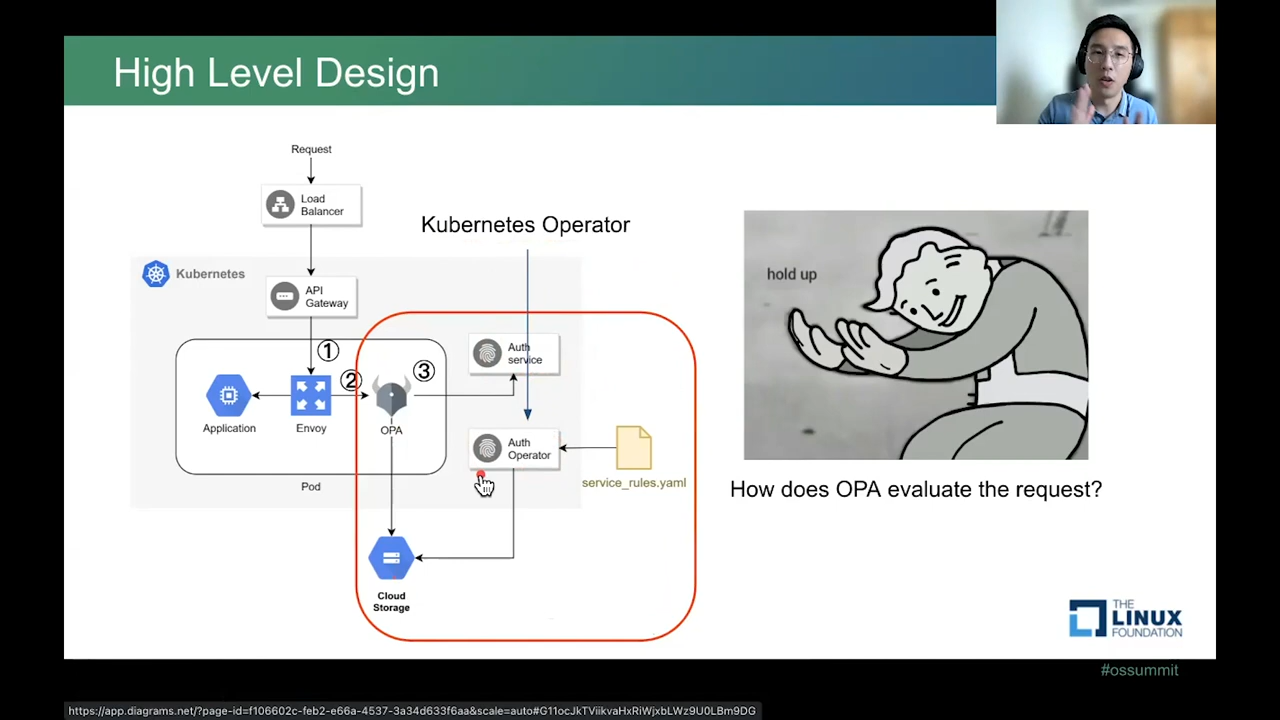 High Level Design
Request
Load
Balancer
Kubernetes Operator
Kubernetes
API
Gateway
hold up
①
Auth
service
②
③
Application
Envoy
OPA
Auth
Operator
service_rules.yaml
Pod
How does OPA evaluate the request?
Cloud
Storage
THE
LINUX
FOUNDATION
#ossummit
https://app.diagrams.net/?page-id=f106602c-feb2-e66a-4537-3a34d633f6aa&scale=auto#G11ocJkTViikvaHxRiWjxbLWz9U0LBm9DG